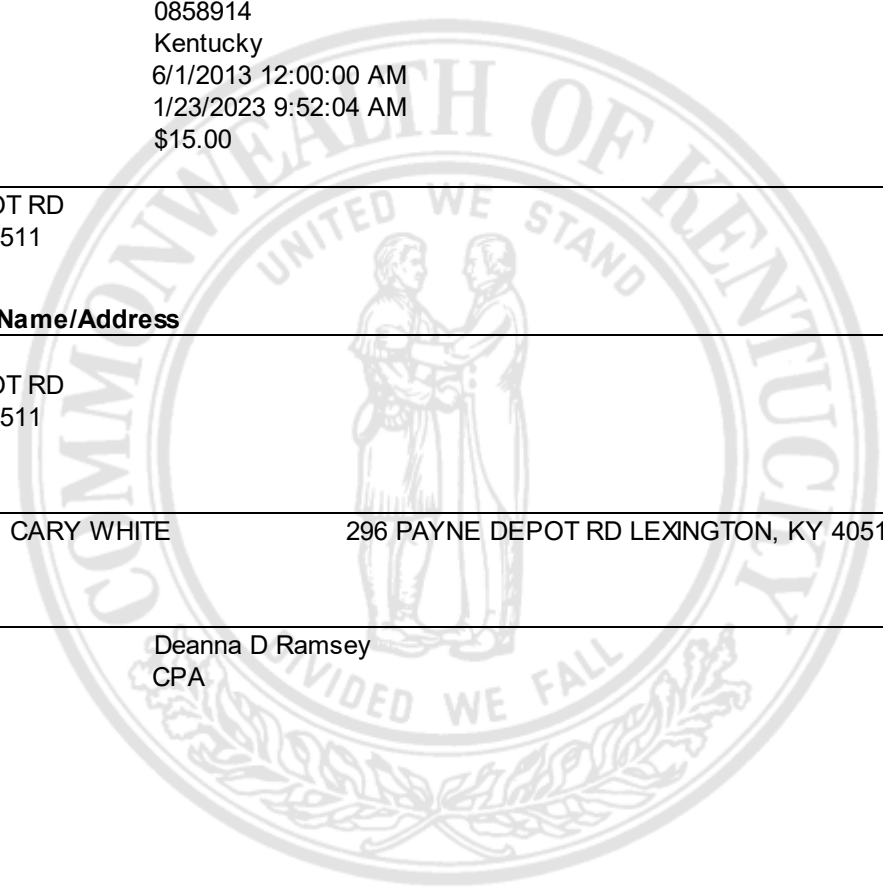 0858914
Kentucky
6/1/2013 12:00:00 AM
1/23/2023 9:52:04 AM
$15.00
OT RD
511
Name/Address
OT RD
511
CARY WHITE 296 PAYNE DEPOT RD LEXINGTON, KY 4051
Deanna D Ramsey
CPA
COMMONWEALTH OF KENTUCKY
UNITED WE STAND
DIVIDED WE FALL